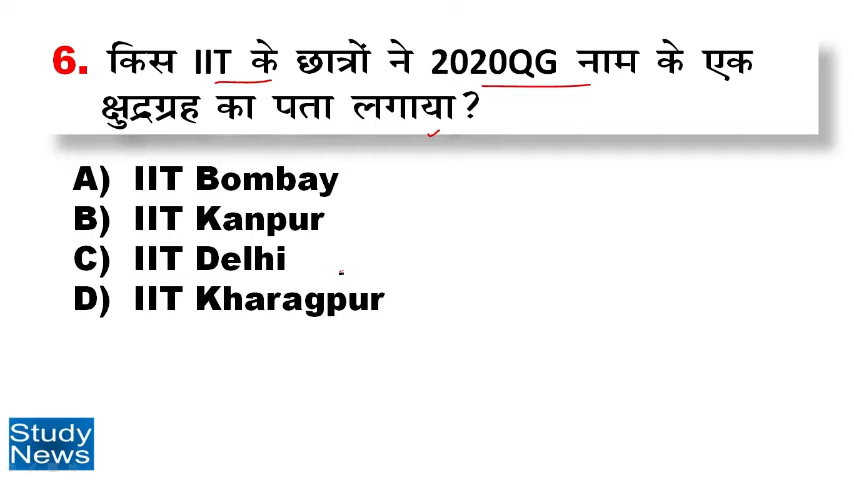 6. किस IIT के छात्रों ने 2020QG नाम के एक
क्षुद्रग्रह का पता लगाया?
A) IIT Bombay
B) IIT Kanpur
C) IIT Delhi
D) IIT Kharagpur
Study
News